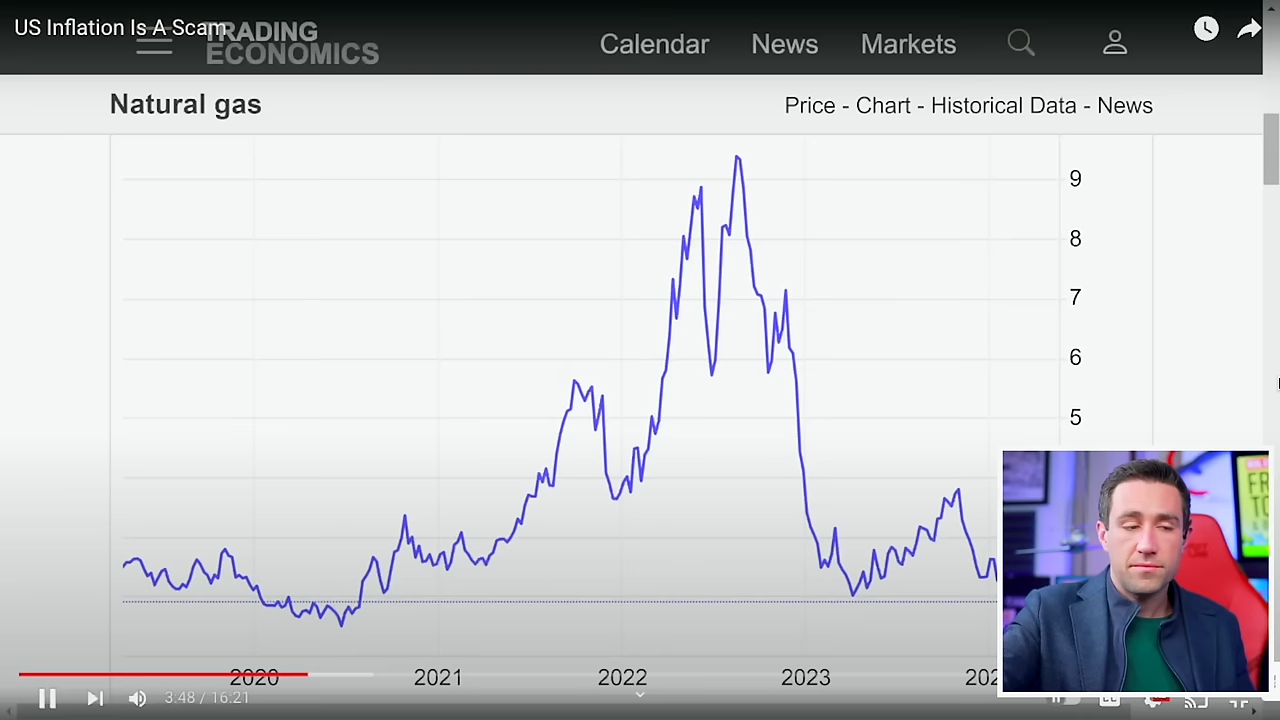 US Inflation Is A Scam
TRADING
ECONOMICS
Calendar News Markets
Natural gas
Price - Chart - Historical Data - News
9
8
7
6
5
2020 2021 2022 2023 202
3:48 / 16:21